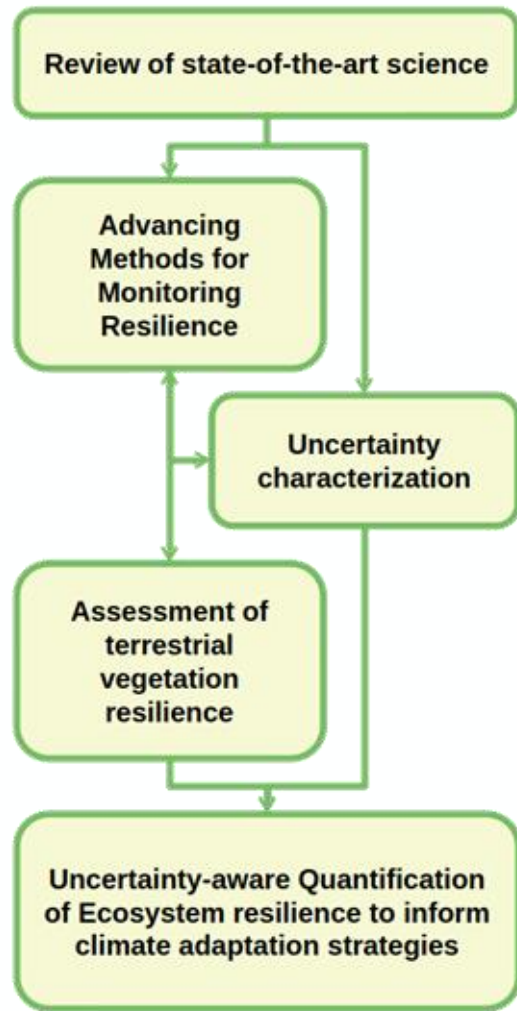 Review of state-of-the-art science
Advancing
Methods for
Monitoring
Resilience
Uncertainty
characterization
Assessment of
terrestrial
vegetation
resilience
Uncertainty-aware Quantification
of Ecosystem resilience to inform
climate adaptation strategies